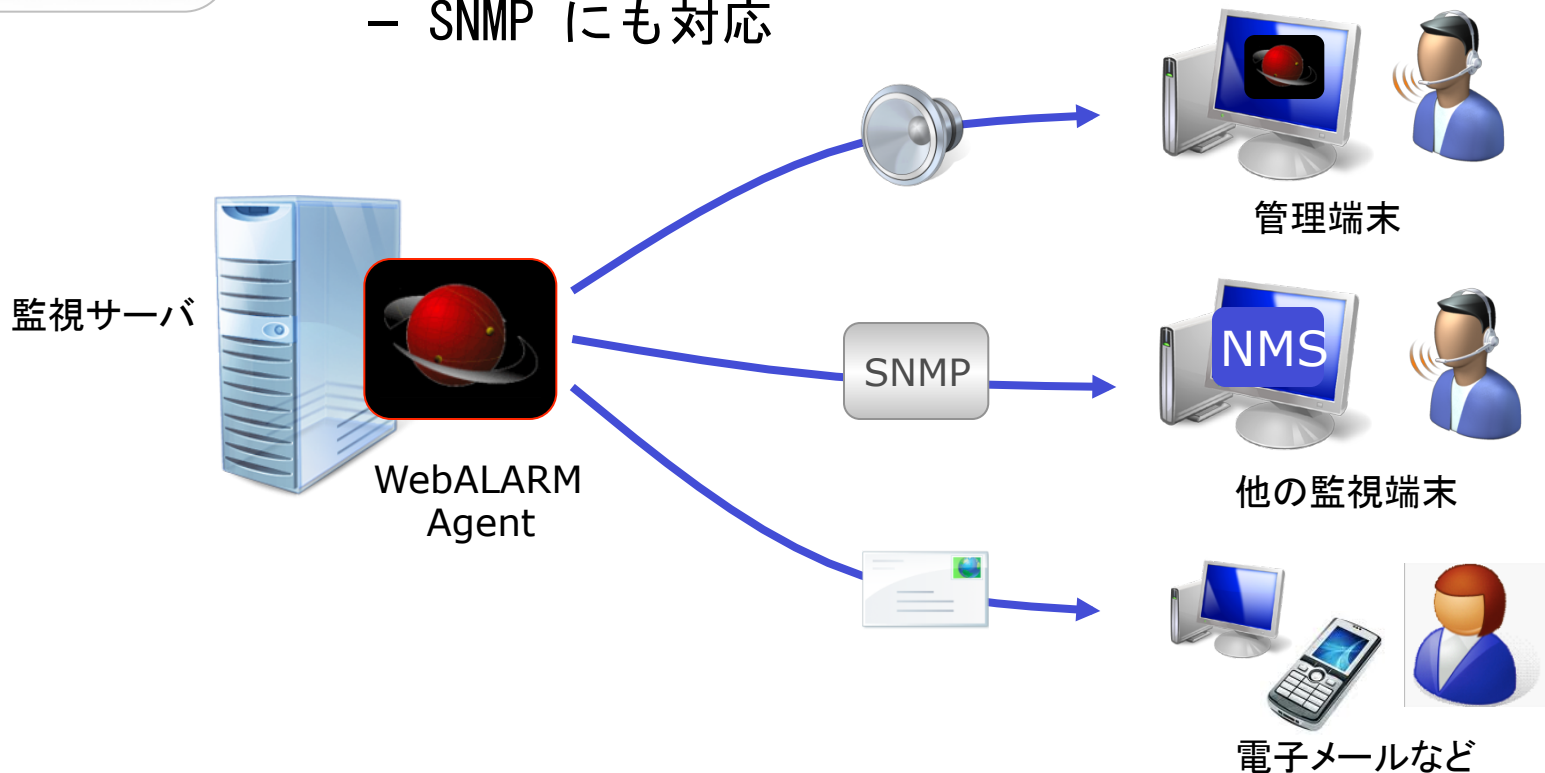 – SNMP にも対応
管理端末
監視サーバ
NMS
SNMP
WebALARM
Agent
他の監視端末
電子メールなど